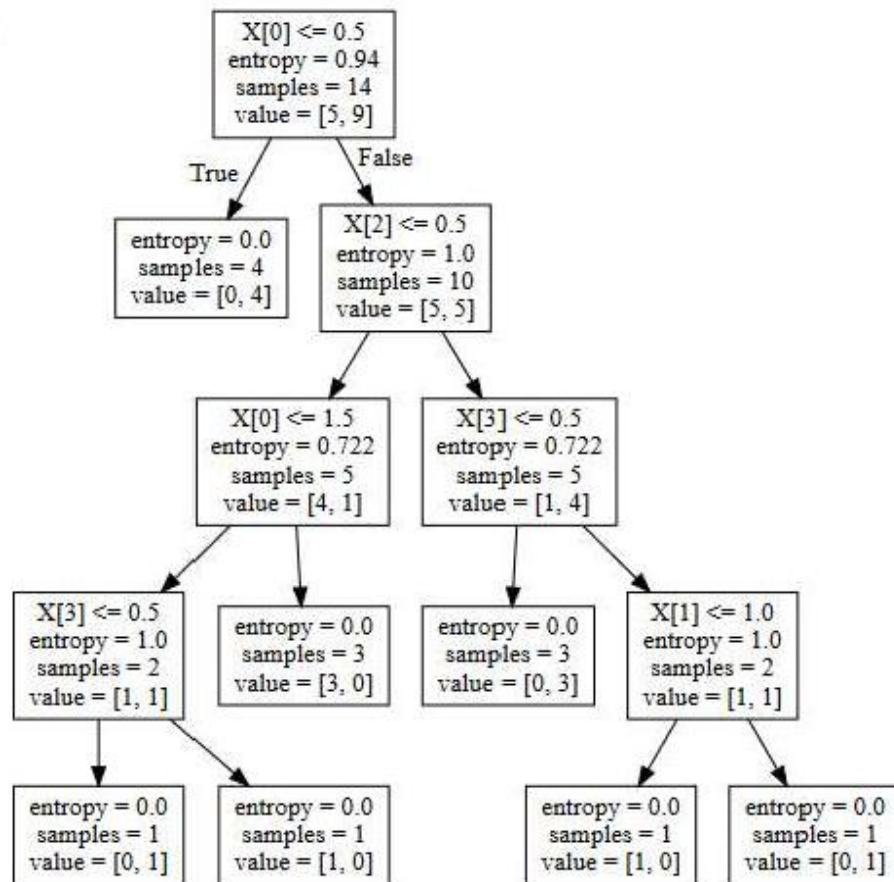 X[0] <= 0.5
entropy = 0.94
samples = 14
value = [5, 9]
True
False
entropy = 0.0
samples = 4
value = [0, 4]
X[2] <= 0.5
entropy = 1.0
samples = 10
value = [5, 5]
X[0] <= 1.5
entropy = 0.722
samples = 5
value = [4, 1]
X[3] <= 0.5
entropy = 0.722
samples = 5
value = [1, 4]
X[3] <= 0.5
entropy = 1.0
samples = 2
value = [1, 1]
entropy = 0.0
samples = 3
value = [3, 0]
entropy = 0.0
samples = 3
value = [0, 3]
X[1] <= 1.0
entropy = 1.0
samples = 2
value = [1, 1]
entropy = 0.0
samples = 1
value = [0, 1]
entropy = 0.0
samples = 1
value = [1, 0]
entropy = 0.0
samples = 1
value = [1, 0]
entropy = 0.0
samples = 1
value = [0, 1]